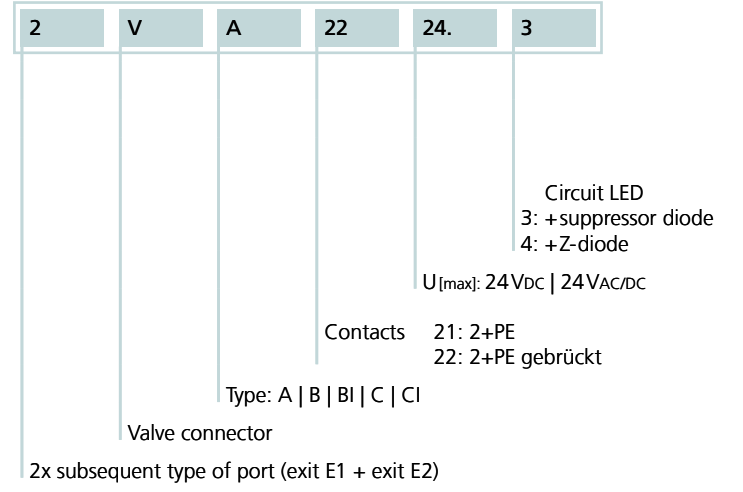 2 V A 22 24. 3
Circuit LED
3: +suppressor diode
4: +Z-diode
U[max]: 24VDC | 24VAC/DC
Contacts 21: 2+PE
22: 2+PE gebrückt
Type: A | B | BI | C | CI
Valve connector
2x subsequent type of port (exit E1 + exit E2)